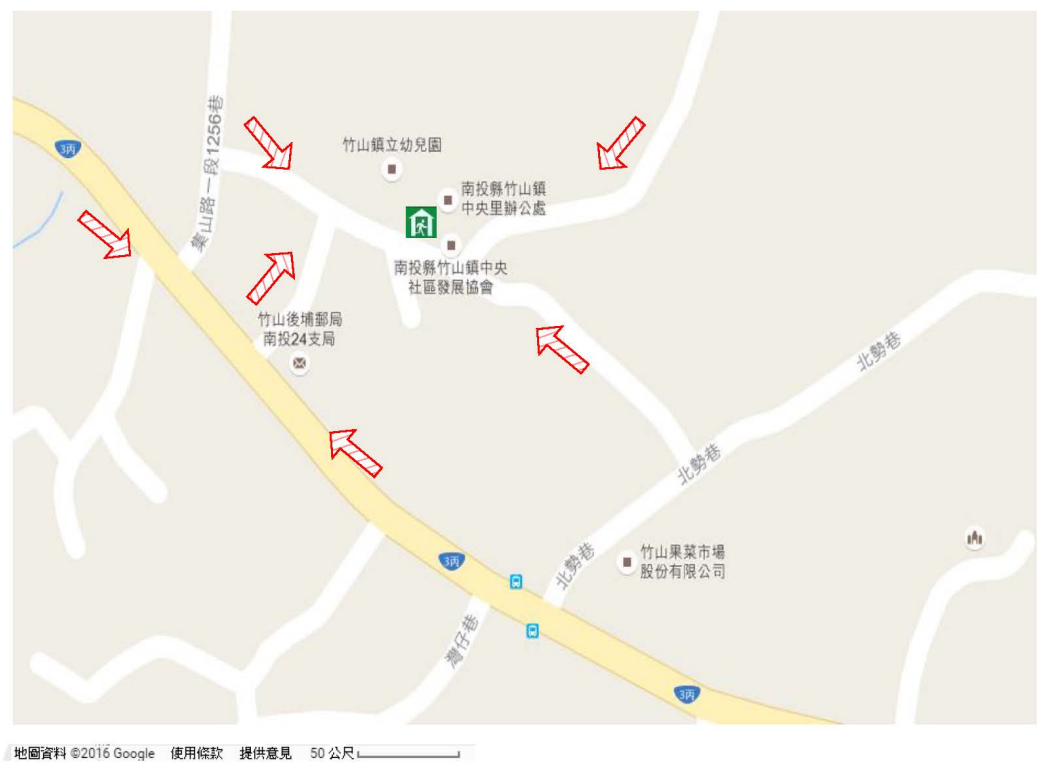 集山路一段1256巷
3丙
竹山鎮立幼兒園
南投縣竹山鎮
中央里辦公處
南投縣竹山鎮中央
社區發展協會
竹山後埔郵局
南投24支局
北勢巷
北勢巷
北勢巷
竹山果菜市場
股份有限公司
3丙
灣仔巷
3丙
地圖資料 ©2016 Google 使用條款 提供意見 50 公尺